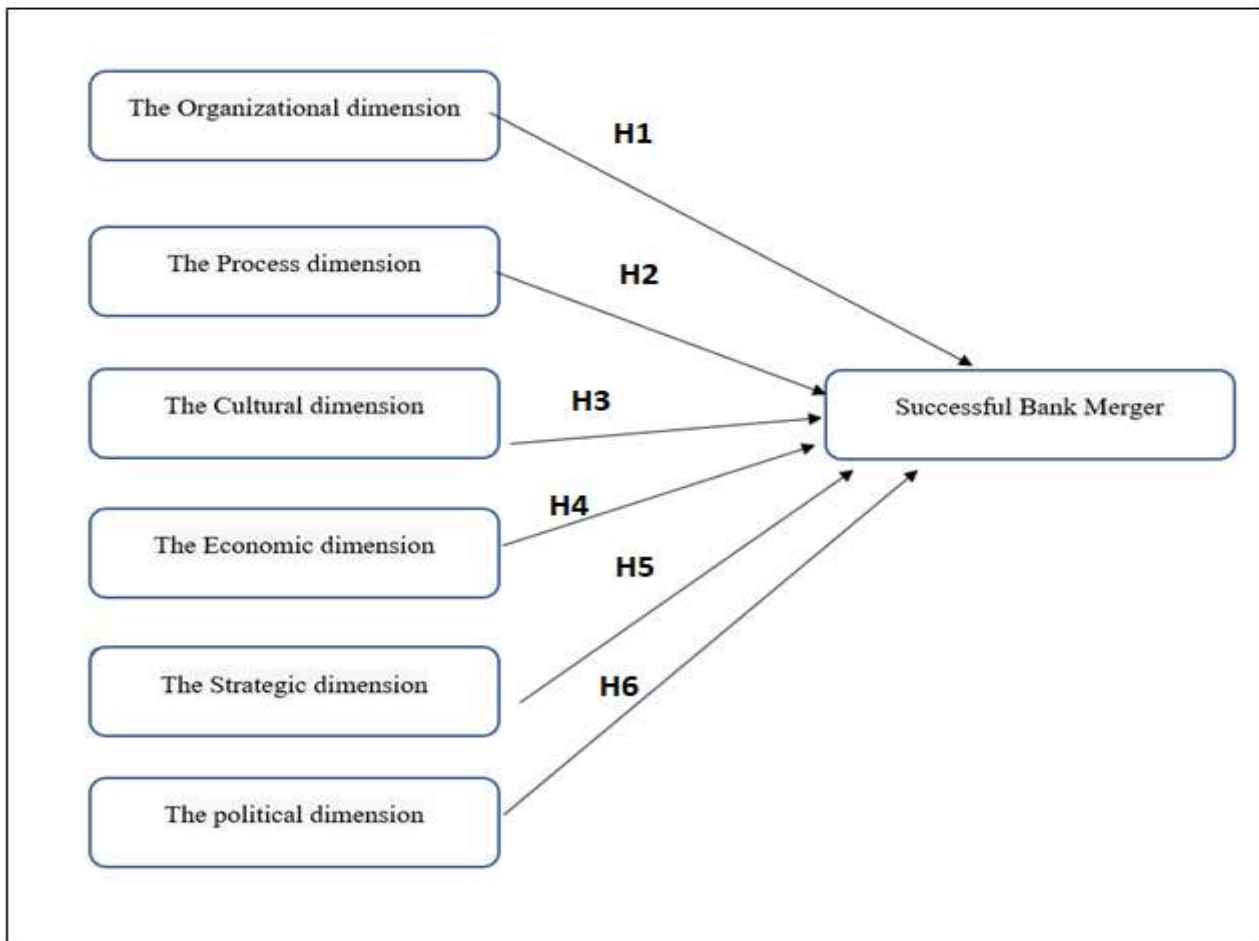 The Organizational dimension
H1
The Process dimension
H2
The Cultural dimension
H3
Successful Bank Merger
The Economic dimension
H4
H5
The Strategic dimension
H6
The political dimension